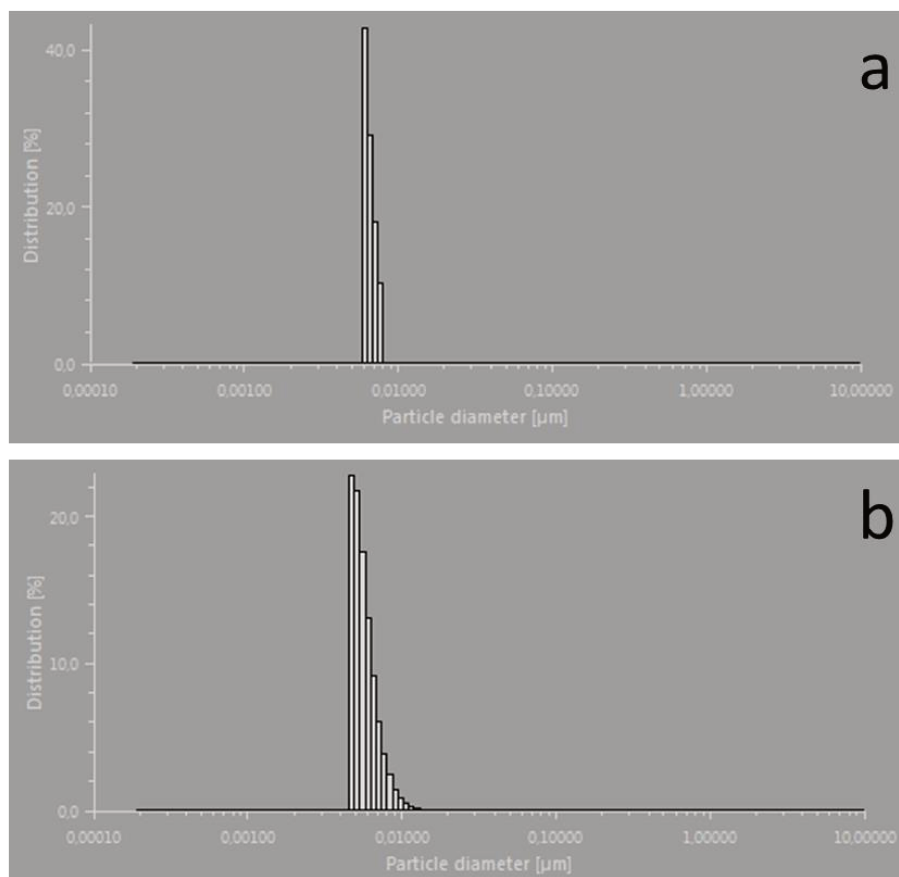 a
40,0
20,0
0,0
Distribution [%]
0,00010 0,00100 0,01000 0,10000 1,00000 10,00000
Particle diameter [µm]
b
20.0
10.0
0.0
Distribution [%]
0,00010 0,00100 0,01000 0,10000 1,00000 10,00000
Particle diameter [µm]